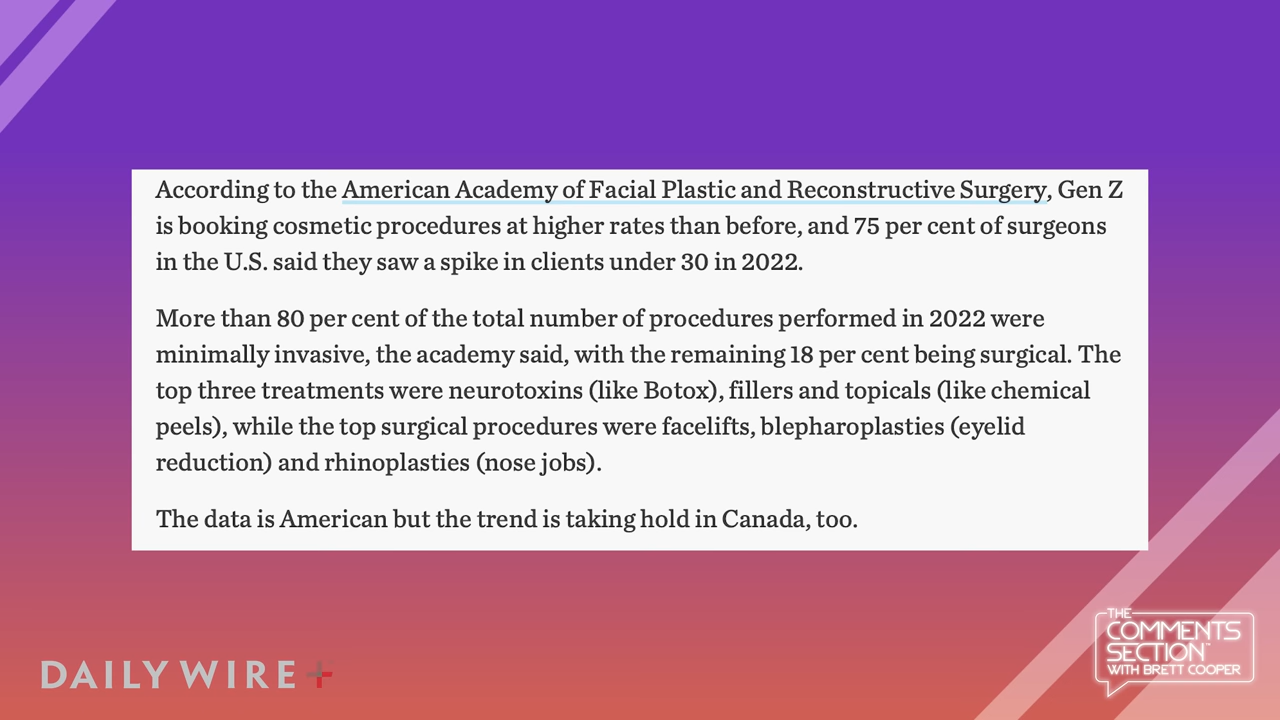 According to the American Academy of Facial Plastic and Reconstructive Surgery, Gen Z
is booking cosmetic procedures at higher rates than before, and 75 per cent of surgeons
in the U.S. said they saw a spike in clients under 30 in 2022.
More than 80 per cent of the total number of procedures performed in 2022 were
minimally invasive, the academy said, with the remaining 18 per cent being surgical. The
top three treatments were neurotoxins (like Botox), fillers and topicals (like chemical
peels), while the top surgical procedures were facelifts, blepharoplasties (eyelid
reduction) and rhinoplasties (nose jobs).
The data is American but the trend is taking hold in Canada, too.
DAILY WIRE +
THE
COMMENTS
SECTION™
WITH BRETT COOPER